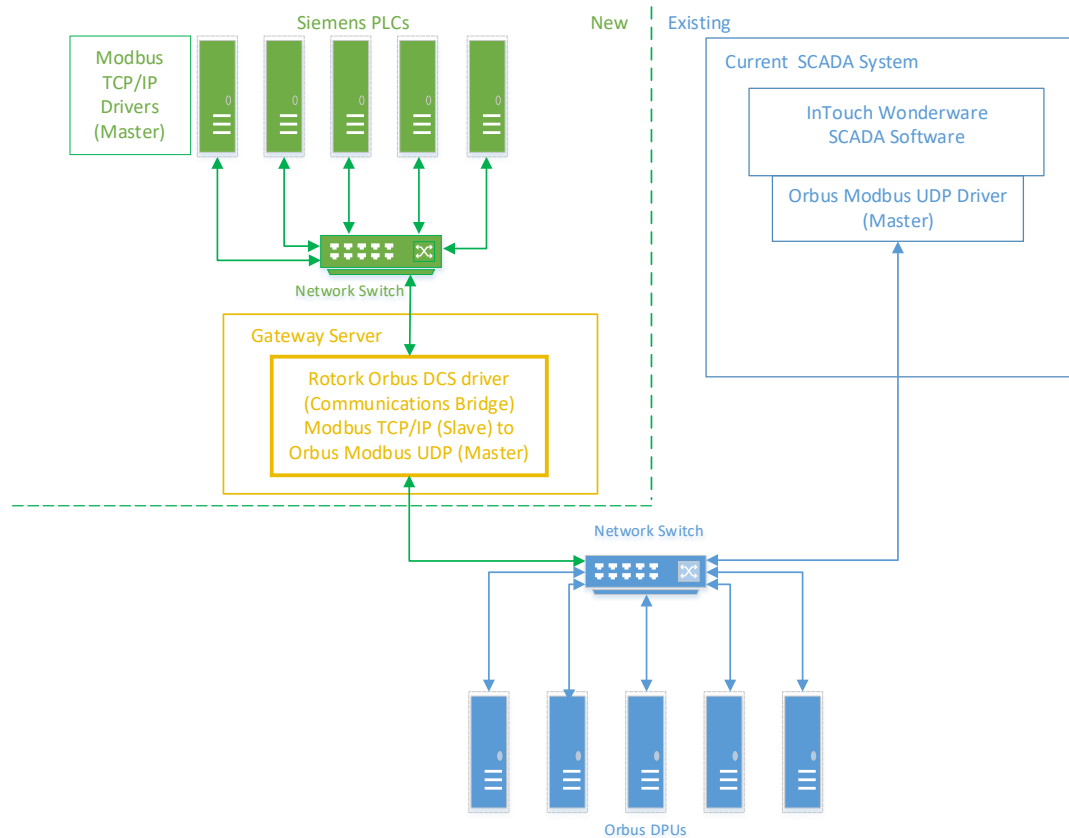 Siemens PLCs
New
Existing
Modbus
TCP/IP
Drivers
(Master)
Current  SCADA System
InTouch Wonderware
SCADA Software
Orbus Modbus UDP Driver
(Master)
Network Switch
Gateway Server
Rotork Orbus DCS driver
(Communications Bridge)
Modbus TCP/IP (Slave) to
Orbus Modbus UDP (Master)
Network Switch
Orbus DPUs